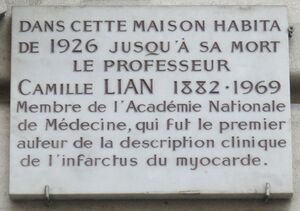 DANS CETTE MAISON HABITA
DE 1926 JUSQU'À SA MORT
LE PROFESSEUR
CAMILLE LIAN 1882·1969
Membre de l'Académie Nationale
de Médecine, qui fut le premier
auteur de la description clinique
de l'infarctus du myocarde.